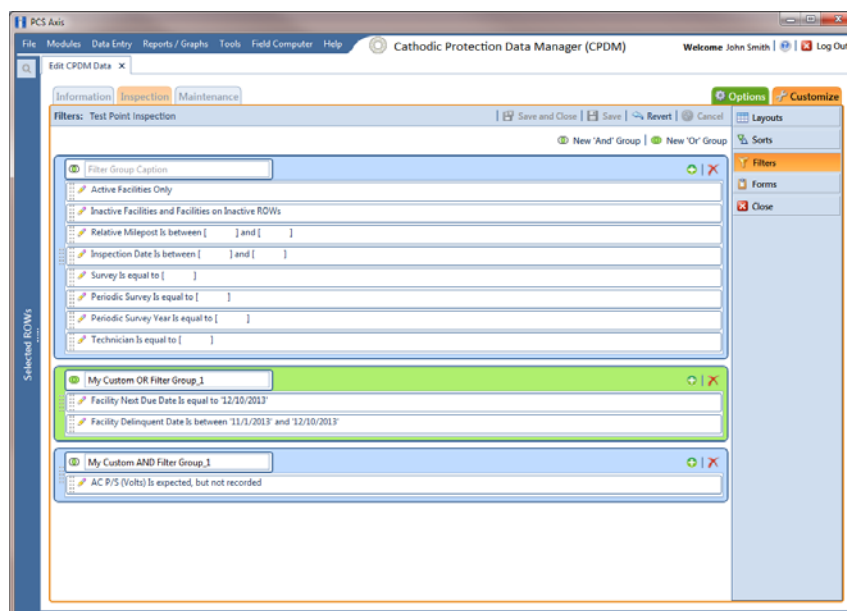 PCS Axis
File Modules Data Entry Reports / Graphs Tools Field Computer Help
Cathodic Protection Data Manager (CPDM)
Welcome John Smith | | Log Out
Edit CPDM Data X
Information Inspection Maintenance
Options Customize
Filters: Test Point Inspection
| Save and Close | Save | Revert | Cancel
New 'And' Group | New 'Or' Group
Filter Group Caption
Active Facilities Only
Inactive Facilities and Facilities on Inactive ROWs
Relative Milepost Is between [ ] and [ ]
Inspection Date Is between [ ] and [ ]
Survey Is equal to [ ]
Periodic Survey Is equal to [ ]
Periodic Survey Year Is equal to [ ]
Technician Is equal to [ ]
My Custom OR Filter Group_1
Facility Next Due Date Is equal to '12/10/2013'
Facility Delinquent Date Is between '11/1/2013' and '12/10/2013'
My Custom AND Filter Group_1
AC P/S (Volts) Is expected, but not recorded
Layouts
Sorts
Filters
Forms
Close
Selected ROWs